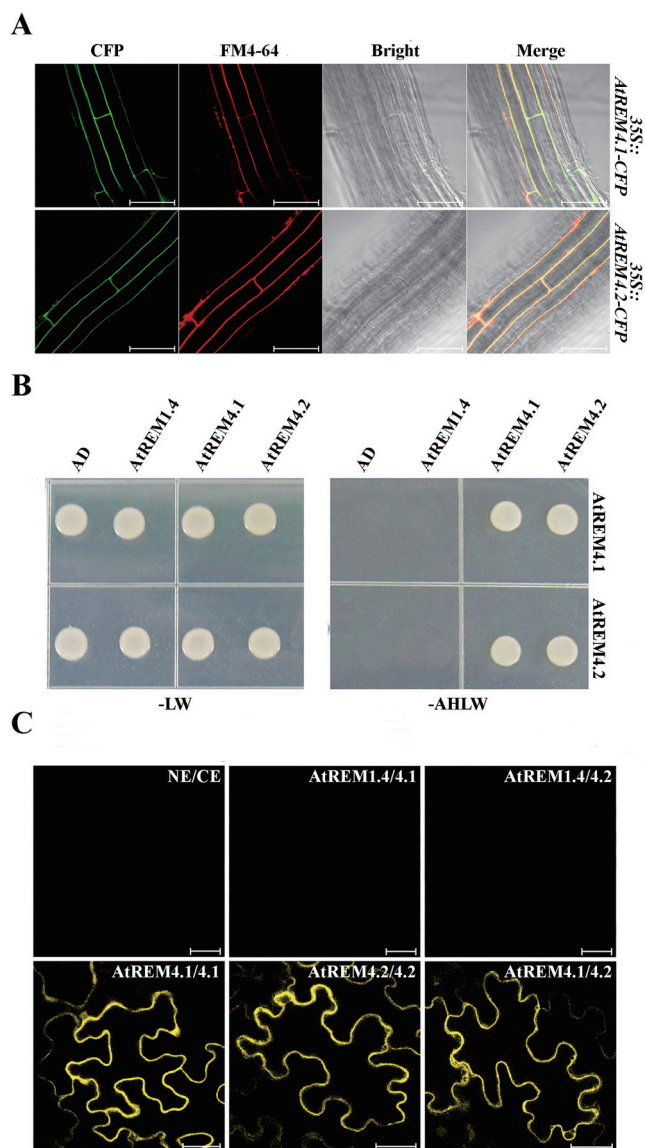 A
CFP FM4-64 Bright Merge
35S::
AtREM4.1-CFP
35S::
AtREM4.2-CFP
B
AD AtREM1.4 AtREM4.1 AtREM4.2 AD AtREM1.4 AtREM4.1 AtREM4.2
AtREM4.1
AtREM4.2
-LW -AHLW
C
NE/CE AtREM1.4/4.1 AtREM1.4/4.2
AtREM4.1/4.1 AtREM4.2/4.2 AtREM4.1/4.2